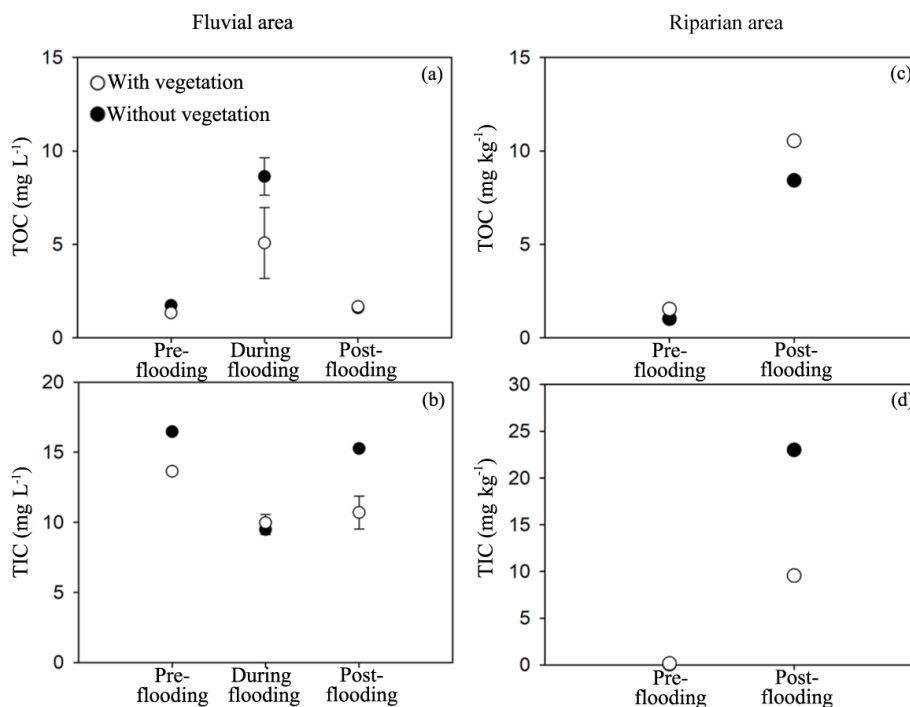 Fluvial area
Riparian area
15
(a)
With vegetation
Without vegetation
10
TOC (mg L⁻¹)
5
0
Pre-
flooding
During
flooding
Post-
flooding
15
(c)
10
TOC (mg kg⁻¹)
5
0
Pre-
flooding
Post-
flooding
20
(b)
15
TIC (mg L⁻¹)
10
5
0
Pre-
flooding
During
flooding
Post-
flooding
30
(d)
25
20
TIC (mg kg⁻¹)
15
10
5
0
Pre-
flooding
Post-
flooding